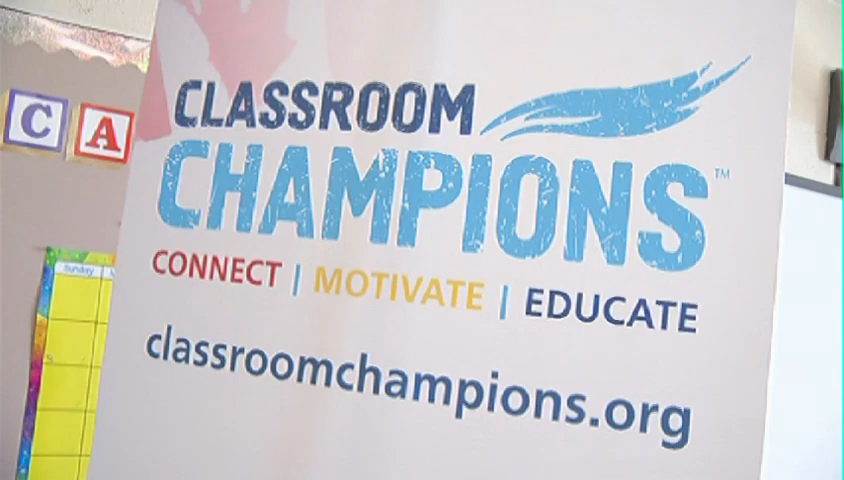 C A
CLASSROOM
CHAMPIONS™
CONNECT | MOTIVATE | EDUCATE
classroomchampions.org
Sunday